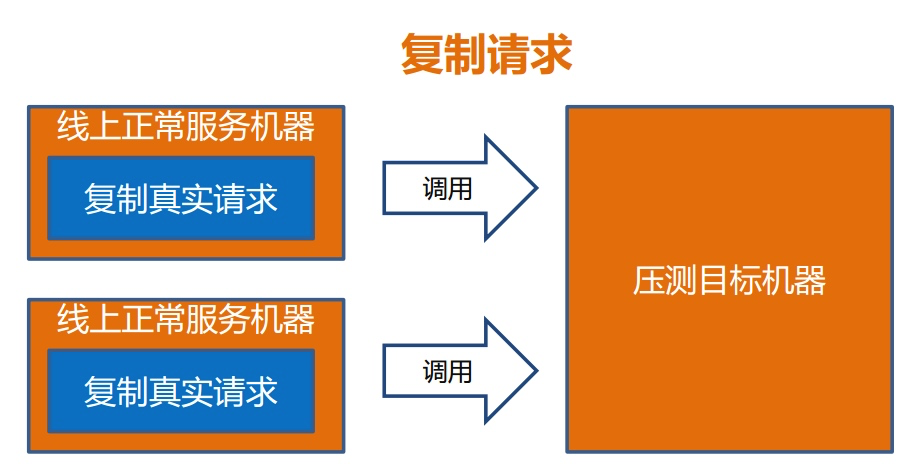 复制请求
线上正常服务机器
复制真实请求
调用
线上正常服务机器
复制真实请求
调用
压测目标机器